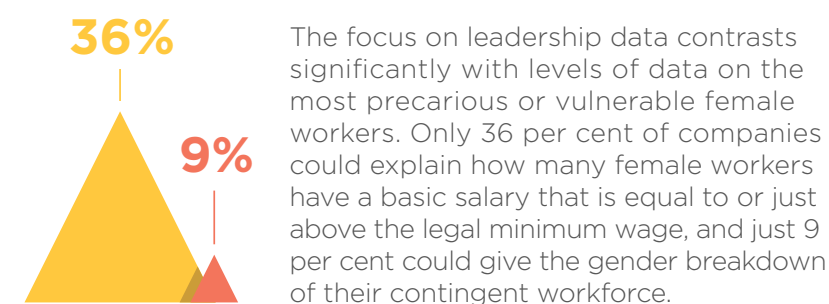 36%
9%
The focus on leadership data contrasts
significantly with levels of data on the
most precarious or vulnerable female
workers. Only 36 per cent of companies
could explain how many female workers
have a basic salary that is equal to or just
above the legal minimum wage, and just 9
per cent could give the gender breakdown
of their contingent workforce.